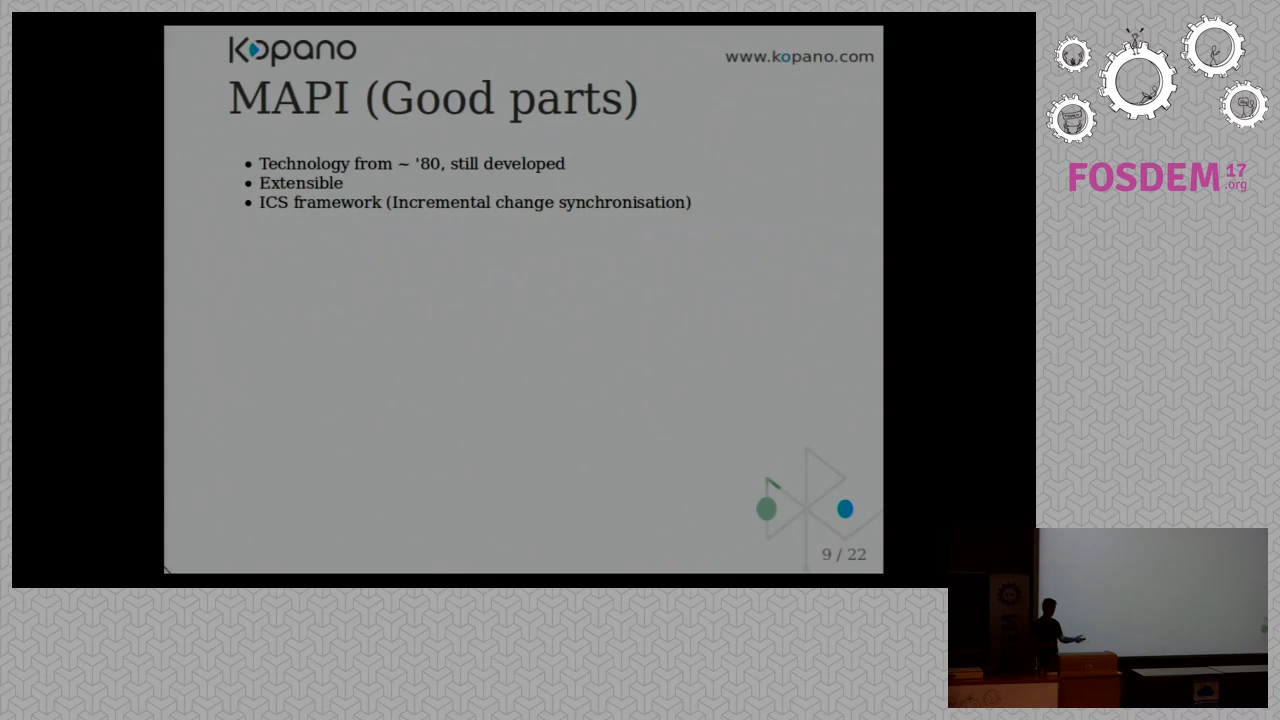 Kopano
www.kopano.com
MAPI (Good parts)
• Technology from ~ '80, still developed
• Extensible
• ICS framework (Incremental change synchronisation)
9 / 22
FOSDEM 17
.org